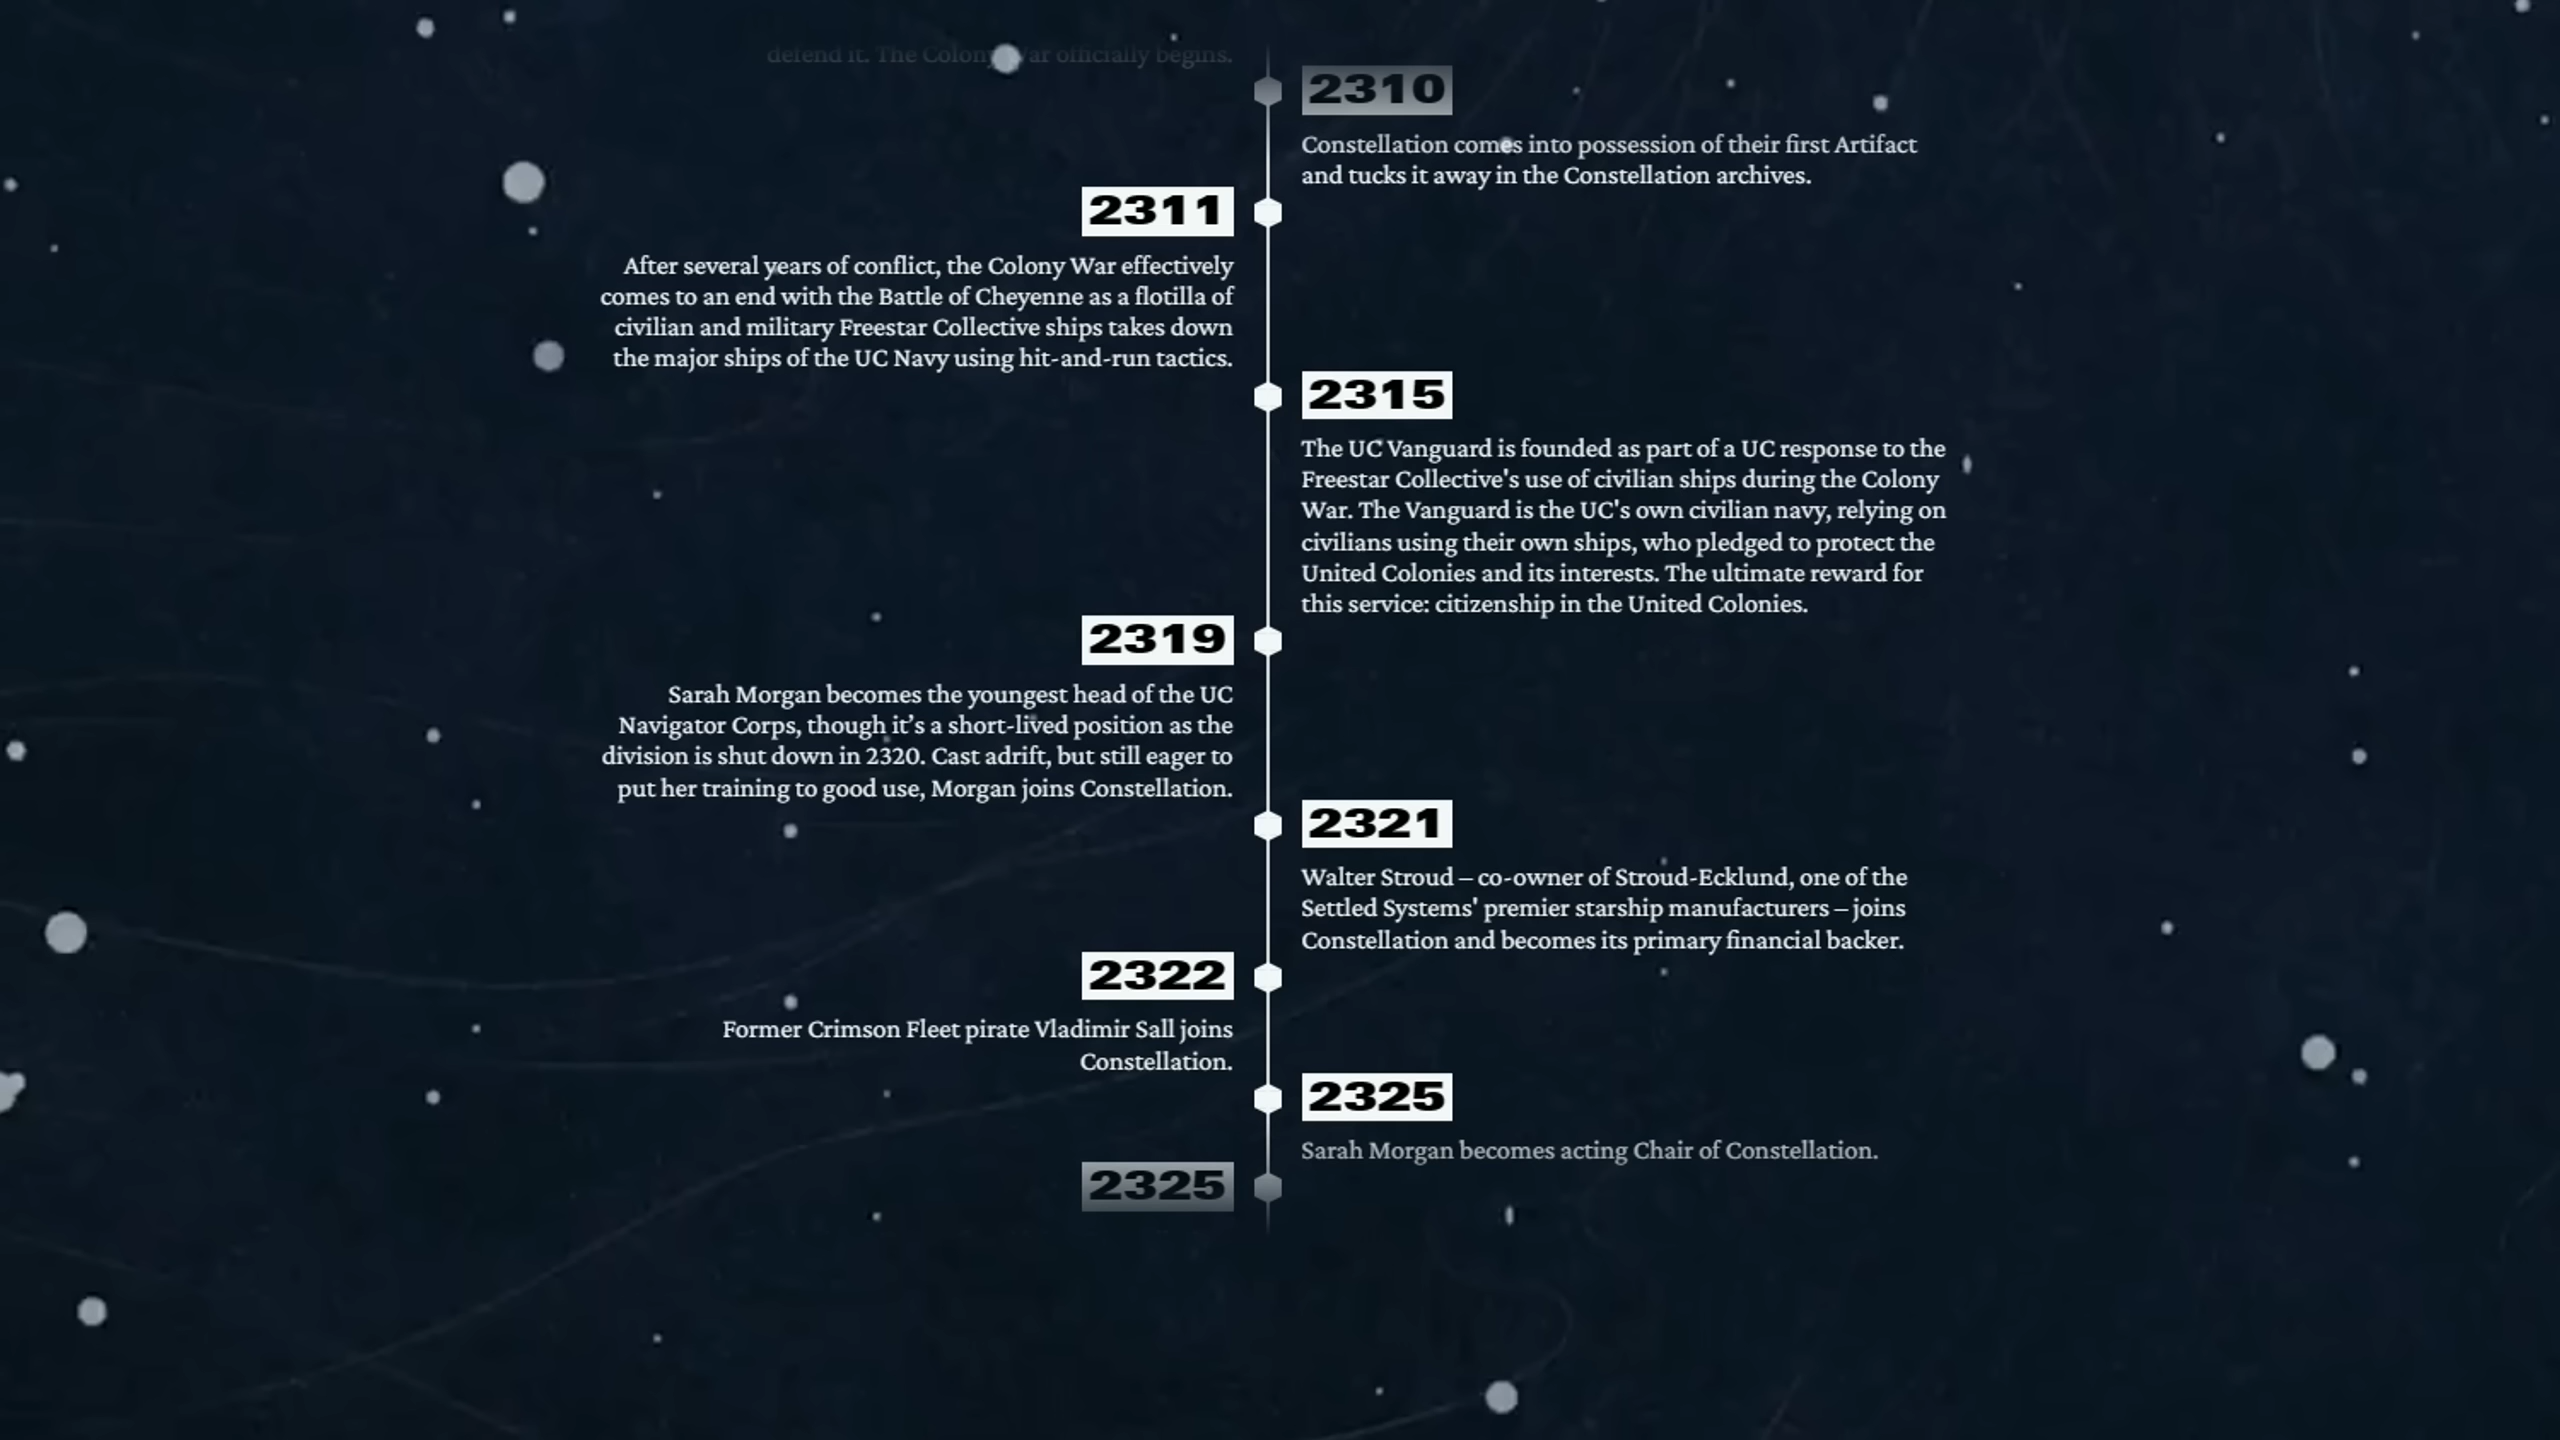 defend it. The Colony War officially begins.
2310
Constellation comes into possession of their first Artifact
and tucks it away in the Constellation archives.
2311
After several years of conflict, the Colony War effectively
comes to an end with the Battle of Cheyenne as a flotilla of
civilian and military Freestar Collective ships takes down
the major ships of the UC Navy using hit-and-run tactics.
2315
The UC Vanguard is founded as part of a UC response to the
Freestar Collective's use of civilian ships during the Colony
War. The Vanguard is the UC's own civilian navy, relying on
civilians using their own ships, who pledged to protect the
United Colonies and its interests. The ultimate reward for
this service: citizenship in the United Colonies.
2319
Sarah Morgan becomes the youngest head of the UC
Navigator Corps, though it’s a short-lived position as the
division is shut down in 2320. Cast adrift, but still eager to
put her training to good use, Morgan joins Constellation.
2321
Walter Stroud – co-owner of Stroud-Ecklund, one of the
Settled Systems' premier starship manufacturers – joins
Constellation and becomes its primary financial backer.
2322
Former Crimson Fleet pirate Vladimir Sall joins
Constellation.
2325
Sarah Morgan becomes acting Chair of Constellation.
2325